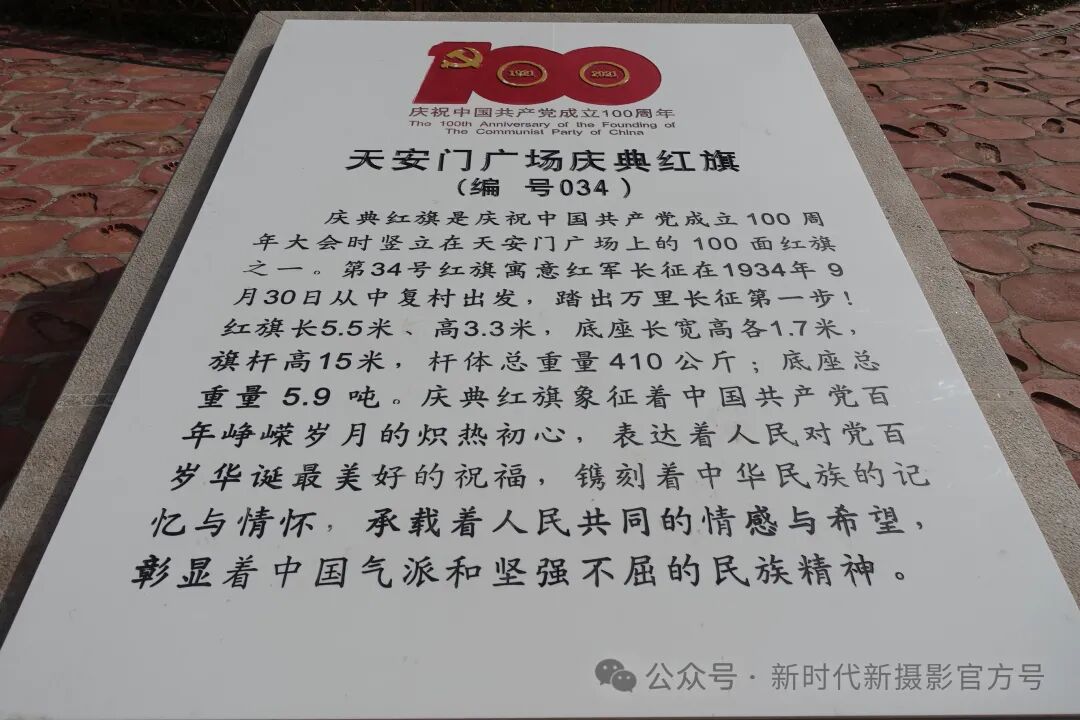 1921
2021
庆祝中国共产党成立100周年
The 100th Anniversary of the Founding of
The Communist Party of China
天安门广场庆典红旗
（编 号034）
庆典红旗是庆祝中国共产党成立100 周
年大会时竖立在天安门广场上的 100 面红旗
之一。第34号红旗寓意红军长征在1934年 9
月30日从中复村出发，踏出万里长征第一步！
红旗长5.5米、高3.3米，底座长宽高各1.7米，
旗杆高15米，杆体总重量 410 公斤；底座总
重量 5.9 吨。庆典红旗象征着中国共产党百
年峥嵘岁月的炽热初心，表达着人民对党百
岁华诞最美好的祝福，镌刻着中华民族的记
忆与情怀，承载着人民共同的情感与希望，
彰显着中国气派和坚强不屈的民族精神。
公众号 · 新时代新摄影官方号